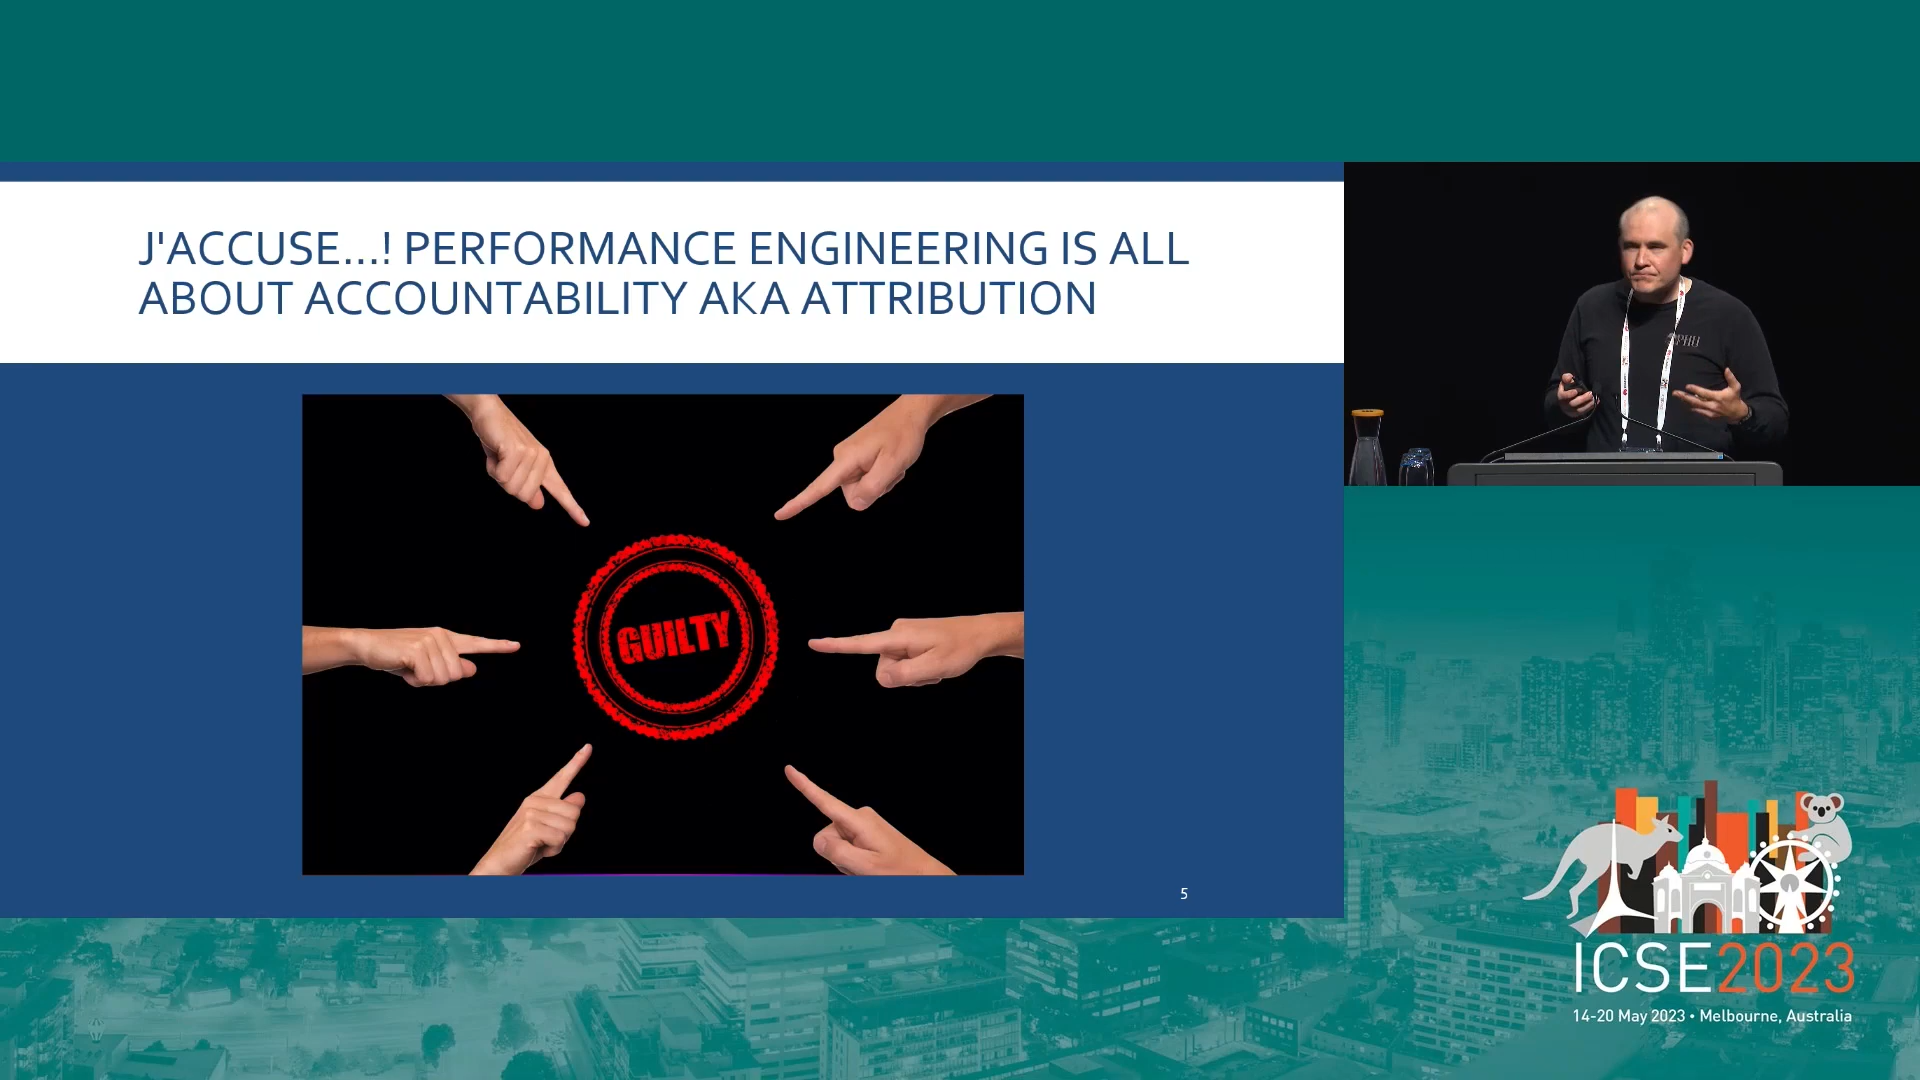 J'ACCUSE...! PERFORMANCE ENGINEERING IS ALL
ABOUT ACCOUNTABILITY AKA ATTRIBUTION
GUILTY
5
ICSE2023
14-20 May 2023 • Melbourne, Australia